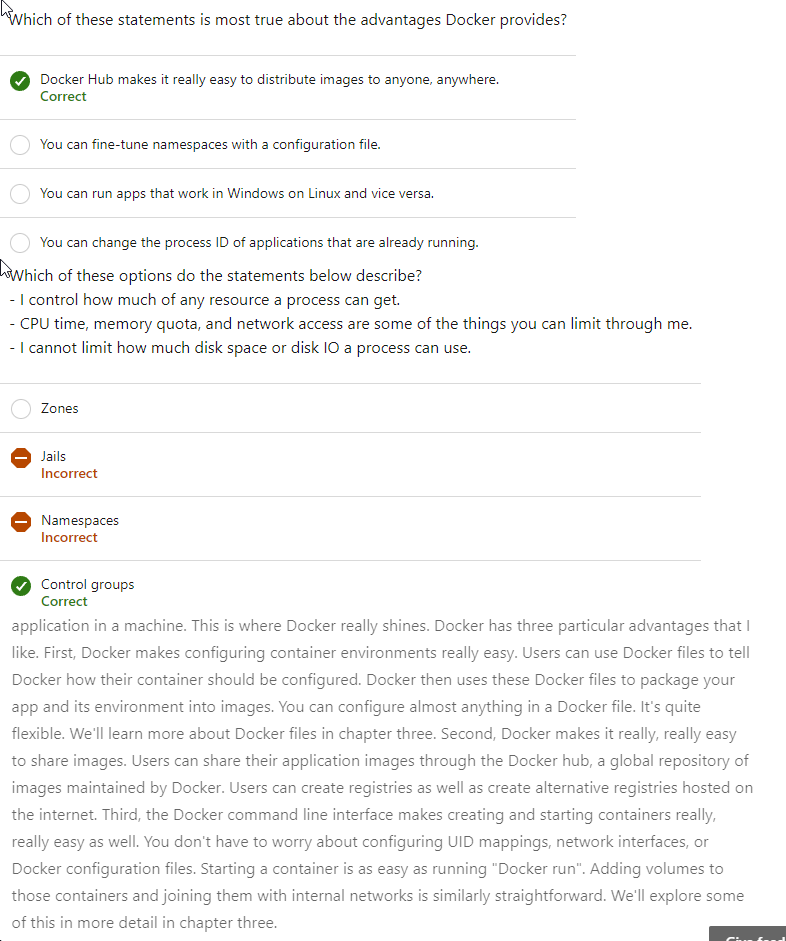 Which of these statements is most true about the advantages Docker provides?
Docker Hub makes it really easy to distribute images to anyone, anywhere.
Correct
You can fine-tune namespaces with a configuration file.
You can run apps that work in Windows on Linux and vice versa.
You can change the process ID of applications that are already running.
Which of these options do the statements below describe?
- I control how much of any resource a process can get.
- CPU time, memory quota, and network access are some of the things you can limit through me.
- I cannot limit how much disk space or disk IO a process can use.
Zones
Jails
Incorrect
Namespaces
Incorrect
Control groups
Correct
application in a machine. This is where Docker really shines. Docker has three particular advantages that I
like. First, Docker makes configuring container environments really easy. Users can use Docker files to tell
Docker how their container should be configured. Docker then uses these Docker files to package your
app and its environment into images. You can configure almost anything in a Docker file. It's quite
flexible. We'll learn more about Docker files in chapter three. Second, Docker makes it really, really easy
to share images. Users can share their application images through the Docker hub, a global repository of
images maintained by Docker. Users can create registries as well as create alternative registries hosted on
the internet. Third, the Docker command line interface makes creating and starting containers really,
really easy as well. You don't have to worry about configuring UID mappings, network interfaces, or
Docker configuration files. Starting a container is as easy as running "Docker run". Adding volumes to
those containers and joining them with internal networks is similarly straightforward. We'll explore some
of this in more detail in chapter three.